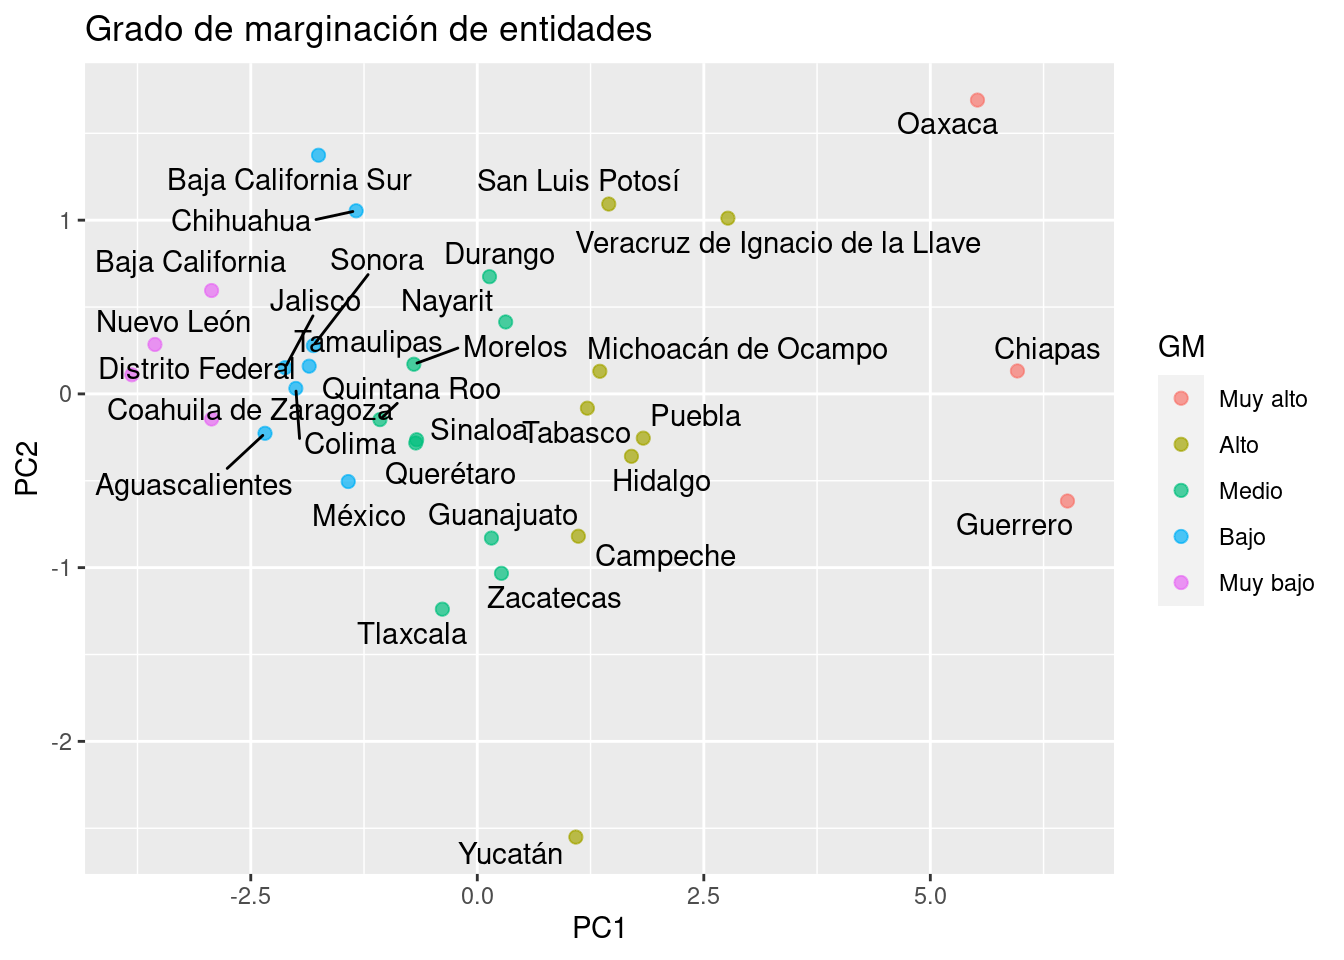 Grado de marginación de entidades
Oaxaca
Baja California Sur
San Luis Potosí
Chihuahua
Veracruz de Ignacio de la Llave
Durango
Sonora
Baja California
Jalisco
Nayarit
Nuevo León
Tamaulipas
Morelos
Michoacán de Ocampo
Chiapas
Distrito Federal
Quintana Roo
Coahuila de Zaragoza
Puebla
Sinaloa
Tabasco
Colima
Querétaro
Hidalgo
Aguascalientes
México
Guanajuato
Guerrero
Campeche
Zacatecas
Tlaxcala
Yucatán
1
0
-1
-2
PC2
-2.5
0.0
2.5
5.0
PC1
GM
Muy alto
Alto
Medio
Bajo
Muy bajo